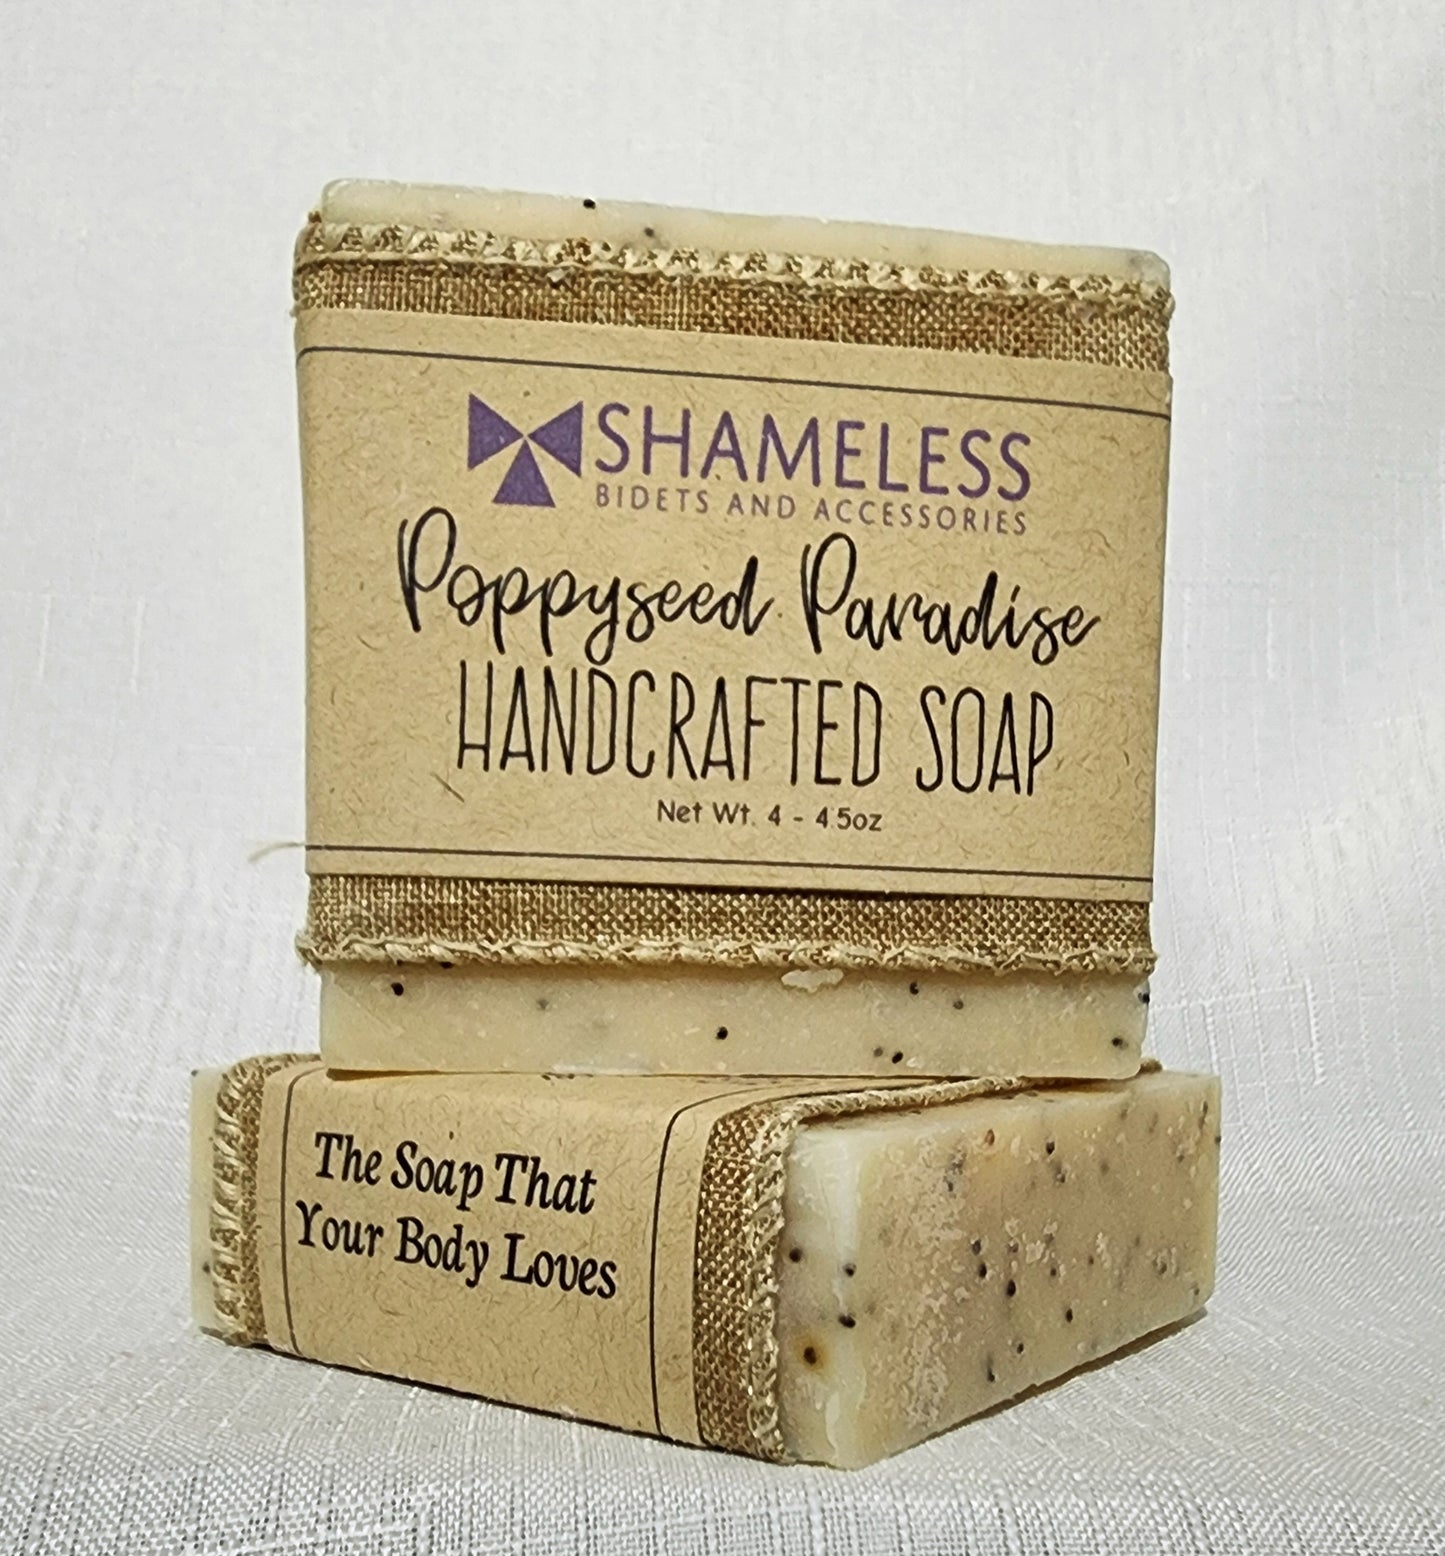 SHAMELESS
BIDETS AND ACCESSORIES
Poppyseed Paradise
HANDCRAFTED SOAP
Net Wt. 4 - 4.5oz
The Soap That
Your Body Loves